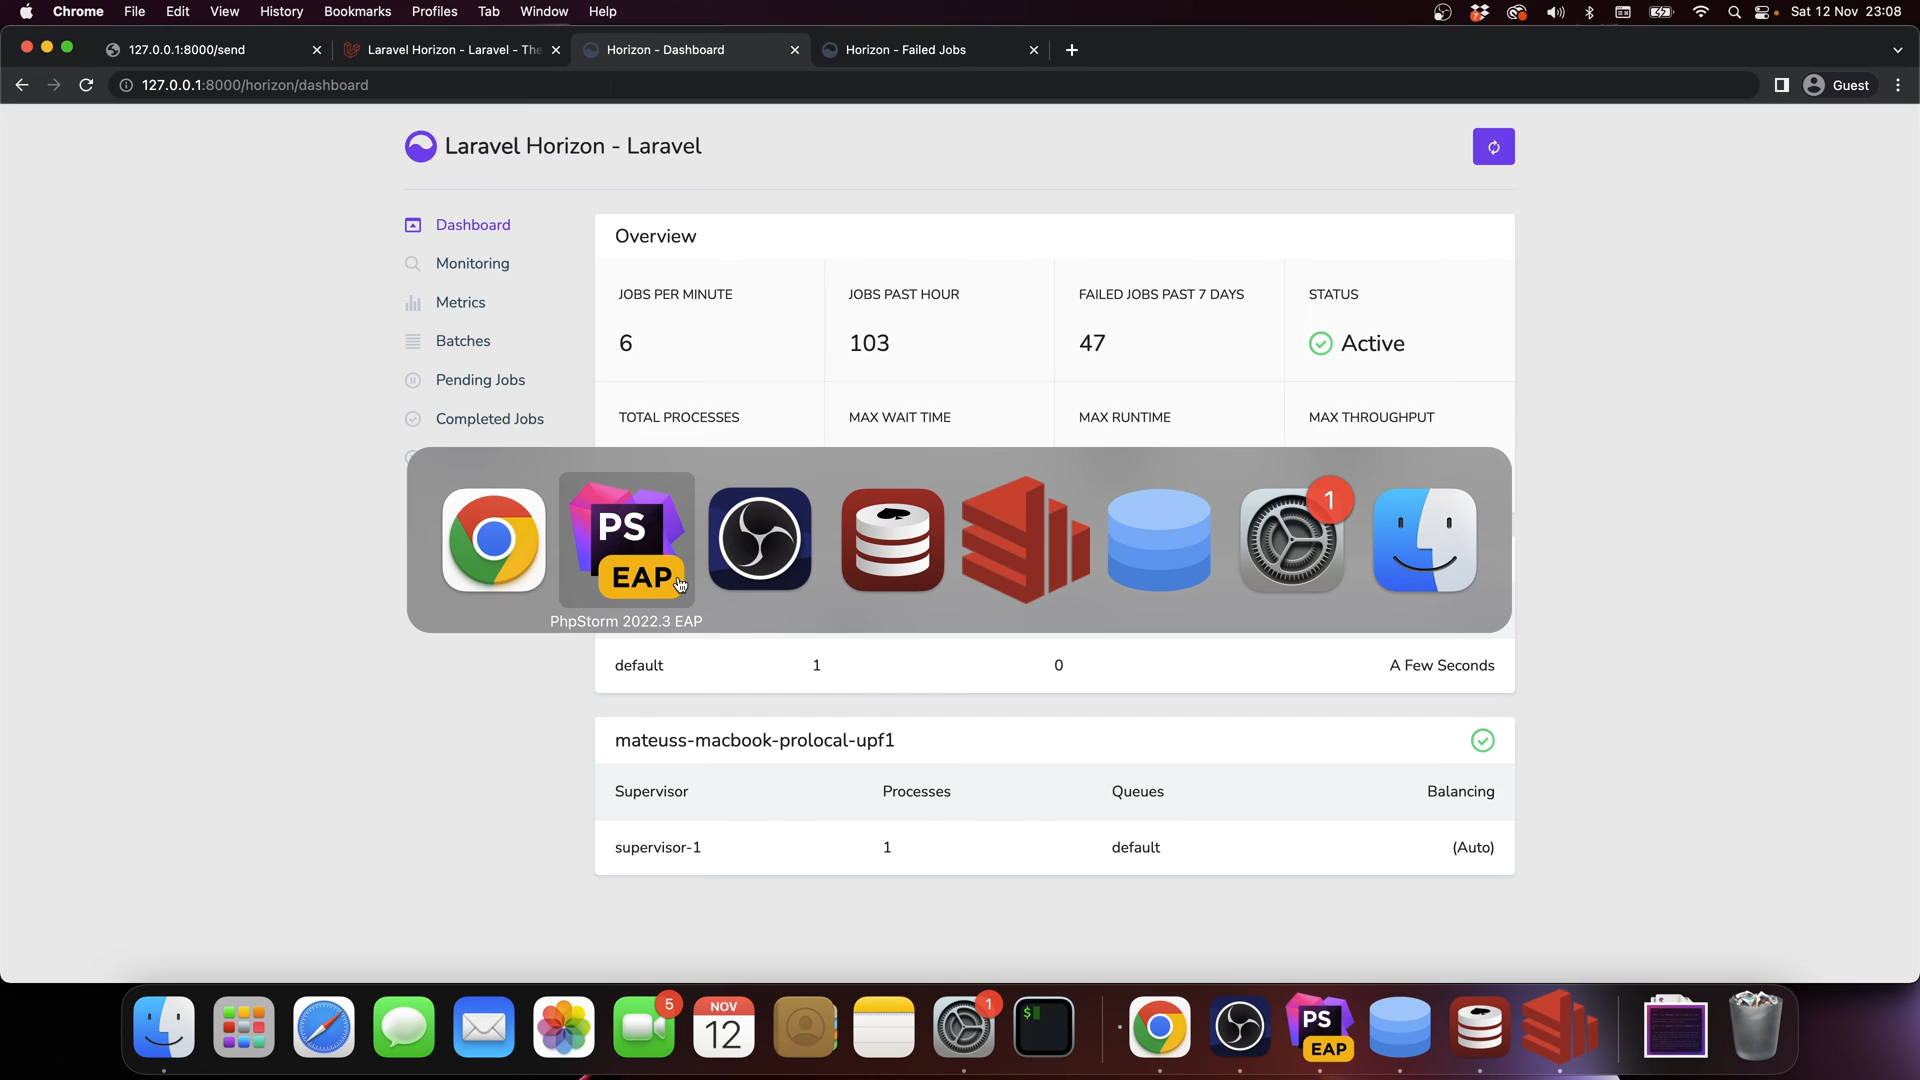 Chrome File Edit View History Bookmarks Profiles Tab Window Help
7
Sat 12 Nov 23:08
127.0.0.1:8000/send
Laravel Horizon - Laravel - The
Horizon - Dashboard
Horizon - Failed Jobs
127.0.0.1:8000/horizon/dashboard
Guest
Laravel Horizon - Laravel
Dashboard
Monitoring
Metrics
Batches
Pending Jobs
Completed Jobs
Overview
JOBS PER MINUTE JOBS PAST HOUR FAILED JOBS PAST 7 DAYS STATUS
6 103 47 Active
TOTAL PROCESSES MAX WAIT TIME MAX RUNTIME MAX THROUGHPUT
PS
EAP
1
PhpStorm 2022.3 EAP
default 1 0 A Few Seconds
mateuss-macbook-prolocal-upf1
Supervisor Processes Queues Balancing
supervisor-1 1 default (Auto)
5
NOV
12
1
$
PS
EAP